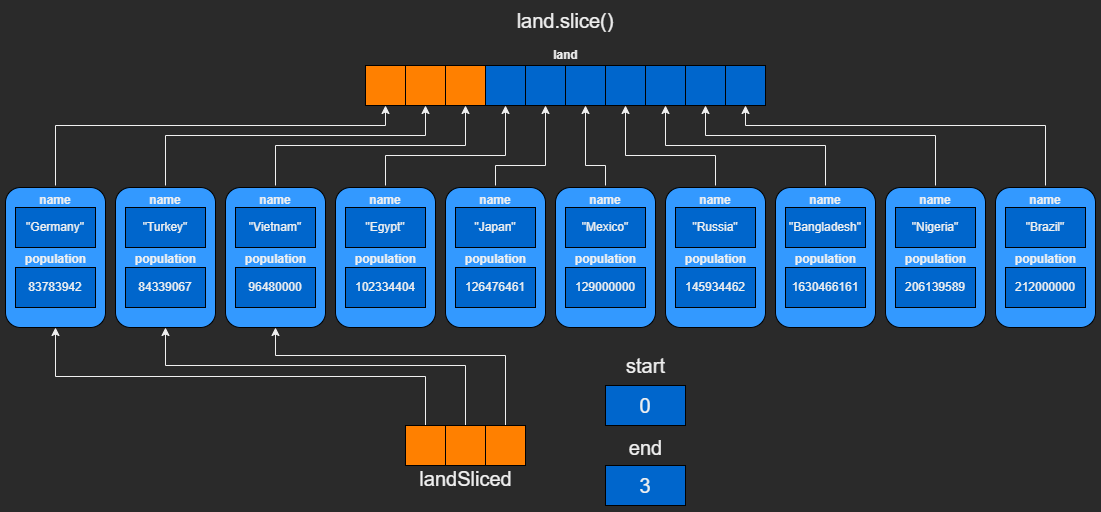 land.slice()
land
name name name name name name name name name name
"Germany" "Turkey" "Vietnam" "Egypt" "Japan" "Mexico" "Russia" "Bangladesh" "Nigeria" "Brazil"
population population population population population population population population population population
83783942 84339067 96480000 102334404 126476461 129000000 145934462 1630466161 206139589 212000000
start
0
end
landSliced
3